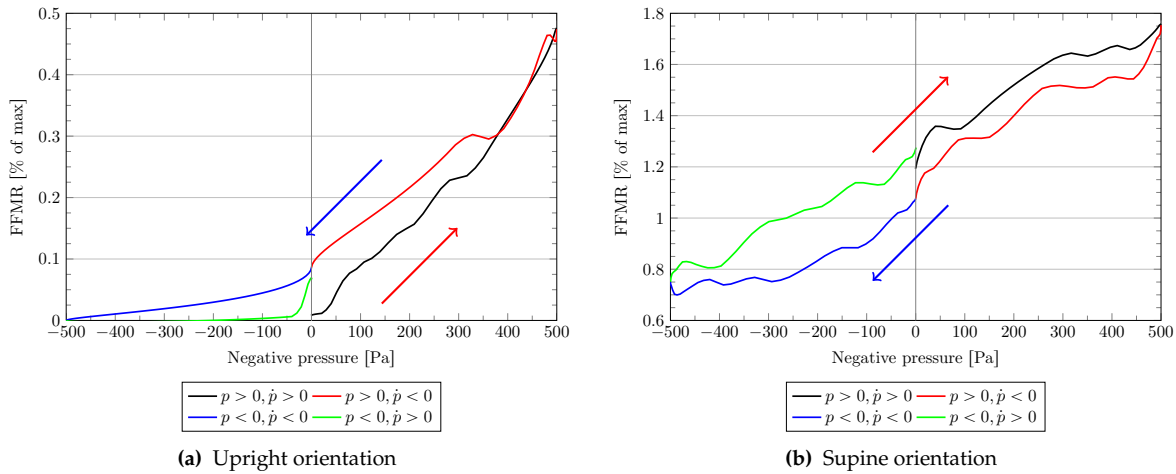 0.5
0.4
0.3
0.2
0.1
0
FFMR [% of max]
−500 −400 −300 −200 −100 0 100 200 300 400 500
Negative pressure [Pa]
p > 0, ṗ > 0 p > 0, ṗ < 0
p < 0, ṗ < 0 p < 0, ṗ > 0
(a) Upright orientation
1.8
1.6
1.4
1.2
1
0.8
0.6
FFMR [% of max]
−500 −400 −300 −200 −100 0 100 200 300 400 500
Negative pressure [Pa]
p > 0, ṗ > 0 p > 0, ṗ < 0
p < 0, ṗ < 0 p < 0, ṗ > 0
(b) Supine orientation